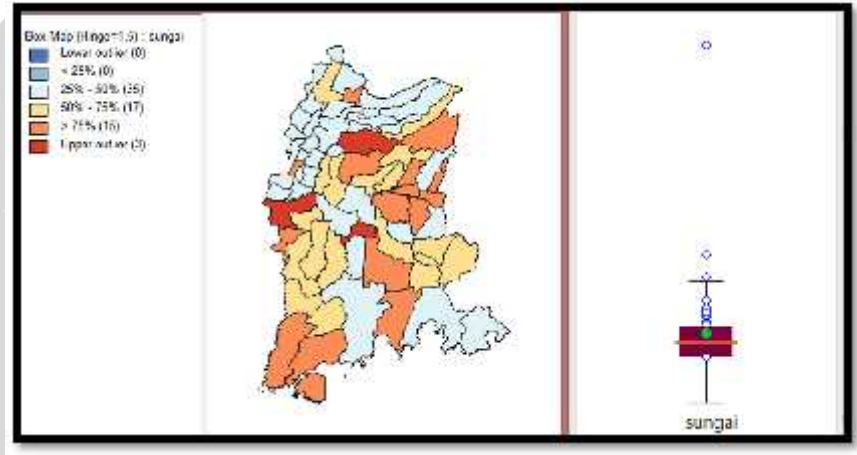 Box Map (Hinge=1.5) : sungai
Lower outlier (0)
< 25% (0)
25% - 50% (35)
50% - 75% (17)
> 75% (15)
Upper outlier (3)
sungai